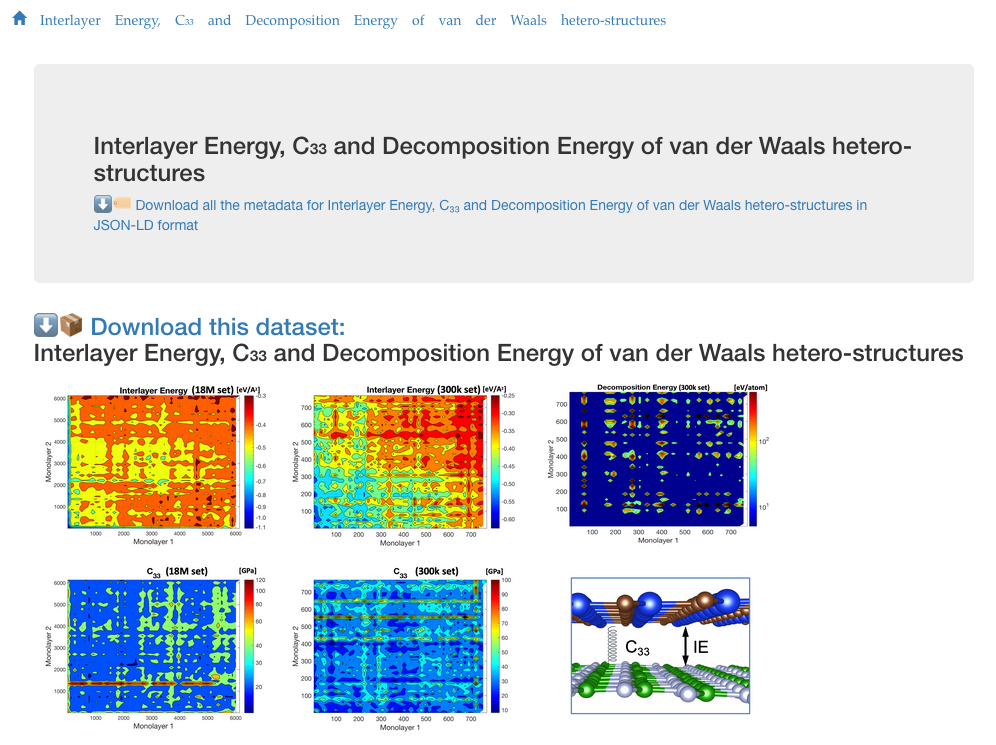 Interlayer Energy, C₃₃ and Decomposition Energy of van der Waals hetero-structures
Interlayer Energy, C₃₃ and Decomposition Energy of van der Waals hetero-
structures
Download all the metadata for Interlayer Energy, C₃₃ and Decomposition Energy of van der Waals hetero-structures in
JSON-LD format
Download this dataset:
Interlayer Energy, C₃₃ and Decomposition Energy of van der Waals hetero-structures
Interlayer Energy (18M set) [eV/A²]
6000
5000
4000
3000
2000
1000
Monolayer 2
1000 2000 3000 4000 5000 6000
Monolayer 1
-0.3
-0.4
-0.5
-0.6
-0.7
-0.8
-0.9
-1.0
-1.1
Interlayer Energy (300k set) [eV/A²]
700
600
500
400
300
200
100
Monolayer 2
100 200 300 400 500 600 700
Monolayer 1
-0.25
-0.30
-0.35
-0.40
-0.45
-0.50
-0.55
-0.60
Decomposition Energy (300k set) [eV/atom]
700
600
500
400
300
200
100
Monolayer 2
100 200 300 400 500 600 700
Monolayer 1
10²
10¹
C₃₃ (18M set) [GPa]
6000
5000
4000
3000
2000
1000
Monolayer 2
1000 2000 3000 4000 5000 6000
Monolayer 1
120
100
80
60
40
30
20
C₃₃ (300k set) [GPa]
700
600
500
400
300
200
100
Monolayer 2
100 200 300 400 500 600 700
Monolayer 1
100
90
80
70
60
50
40
30
20
10
C₃₃ IE